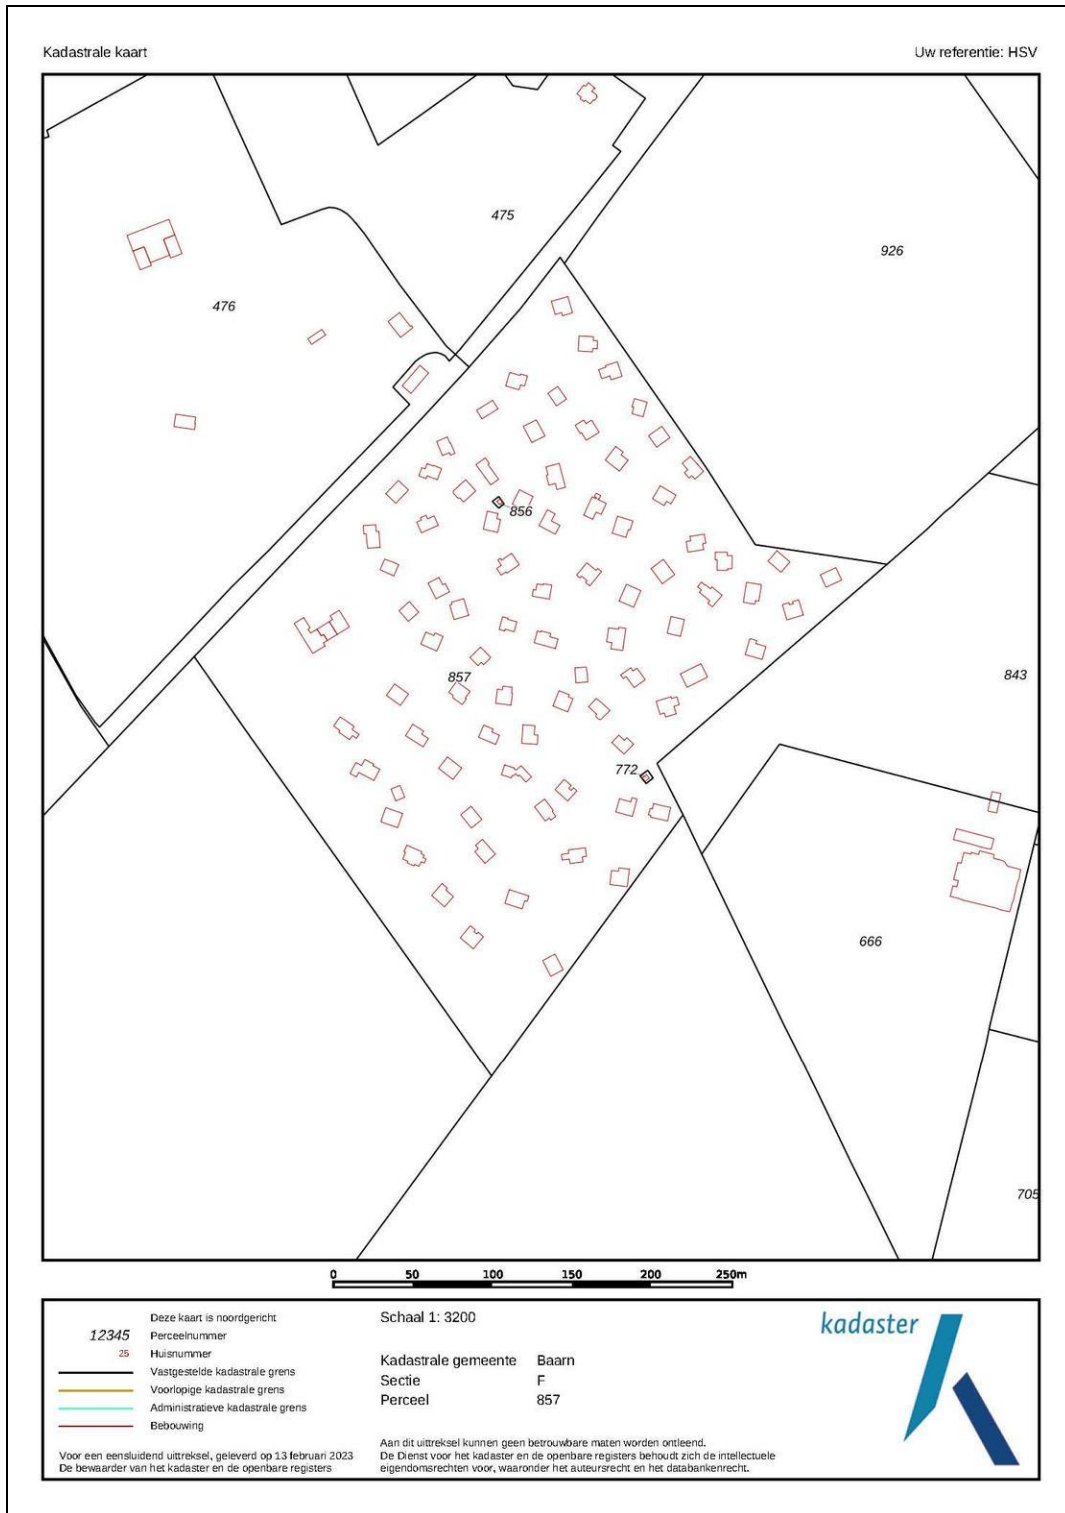 Kadastrale kaart
Uw referentie: HSV
475
926
476
856
857
843
772
666
705
0 50 100 150 200 250m
Deze kaart is noordgericht
12345 Perceelnummer
25 Huisnummer
Vastgestelde kadastrale grens
Voorlopige kadastrale grens
Administratieve kadastrale grens
Bebouwing
Voor een eensluidend uittreksel, geleverd op 13 februari 2023
De bewaarder van het kadaster en de openbare registers
Schaal 1: 3200
Kadastrale gemeente Baarn
Sectie F
Perceel 857
Aan dit uittreksel kunnen geen betrouwbare maten worden ontleend.
De Dienst voor het kadaster en de openbare registers behoudt zich de intellectuele
eigendomsrechten voor, waaronder het auteursrecht en het databankenrecht.
kadaster